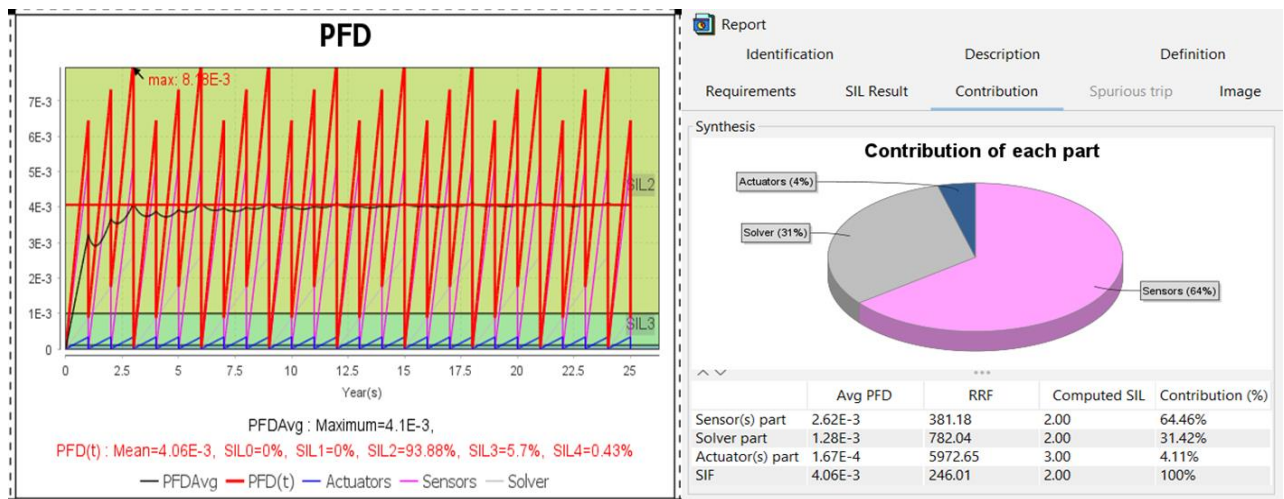 PFD
max: 8.18E-3
7E-3
6E-3
5E-3
4E-3
3E-3
2E-3
1E-3
0
SIL2
SIL3
0 2.5 5 7.5 10 12.5 15 17.5 20 22.5 25
Year(s)
PFDAvg : Maximum=4.1E-3,
PFD(t) : Mean=4.06E-3, SIL0=0%, SIL1=0%, SIL2=93.88%, SIL3=5.7%, SIL4=0.43%
PFDAvg PFD(t) Actuators Sensors Solver
Report
Identification Description Definition
Requirements SIL Result Contribution Spurious trip Image
Synthesis
Contribution of each part
Actuators (4%)
Solver (31%)
Sensors (64%)
Avg PFD RRF Computed SIL Contribution (%)
Sensor(s) part 2.62E-3 381.18 2.00 64.46%
Solver part 1.28E-3 782.04 2.00 31.42%
Actuator(s) part 1.67E-4 5972.65 3.00 4.11%
SIF 4.06E-3 246.01 2.00 100%